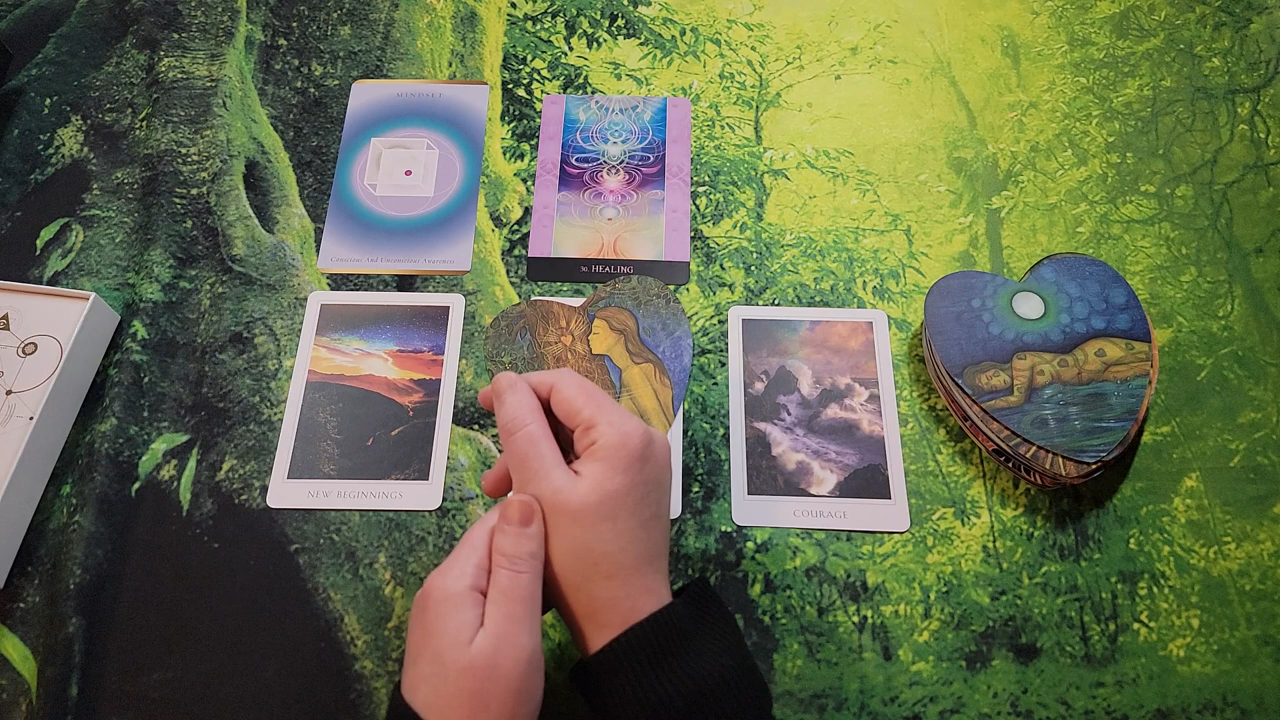 MINDSET
Conscious And Unconscious Awareness
30. HEALING
NEW BEGINNINGS
COURAGE